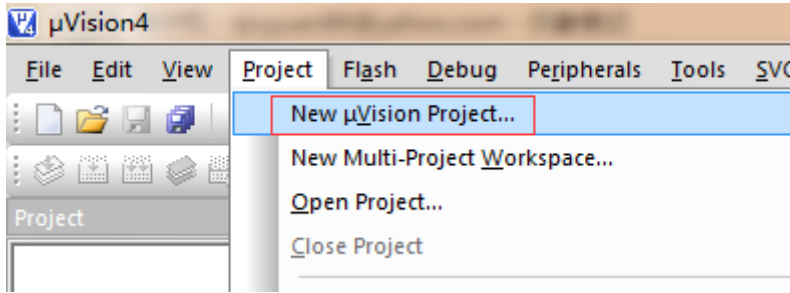 µVision4
File Edit View Project Flash Debug Peripherals Tools SVC
New µVision Project...
New Multi-Project Workspace...
Open Project...
Close Project
Project